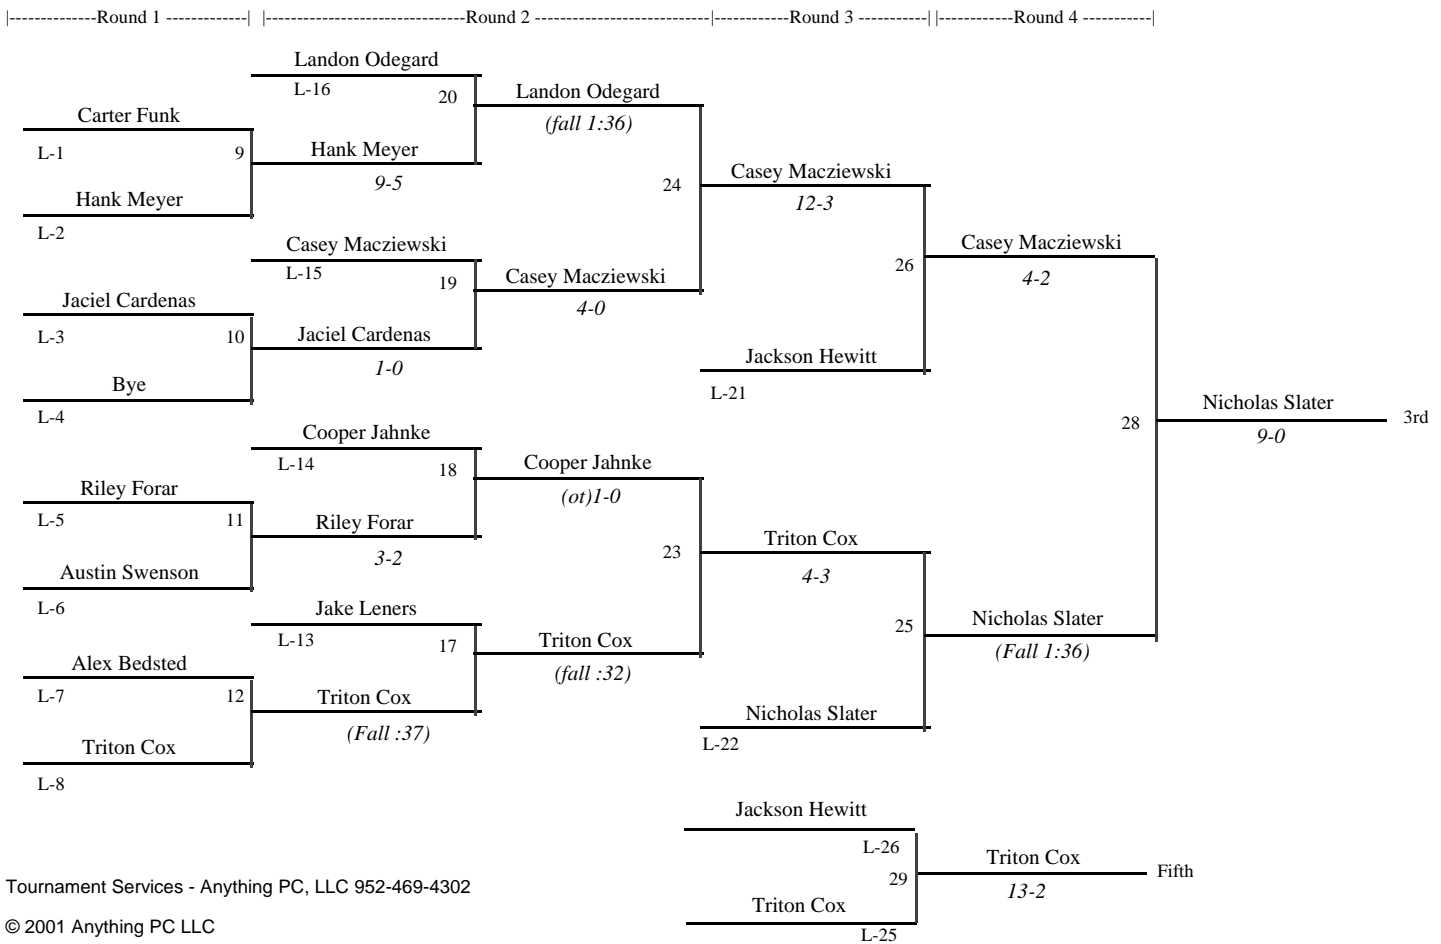 |--------------Round 1 -------------| |-------------------------------Round 2 ---------------------------|------------Round 3 -----------| |------------Round 4 -----------|
Landon Odegard
L-16
20
Landon Odegard
(fall 1:36)
Carter Funk
L-1
9
Hank Meyer
9-5
Hank Meyer
L-2
24
Casey Macziewski
12-3
Casey Macziewski
L-15
19
Casey Macziewski
4-0
26
Casey Macziewski
4-2
Jaciel Cardenas
L-3
10
Jaciel Cardenas
1-0
Bye
L-4
Jackson Hewitt
L-21
28
Nicholas Slater
9-0
3rd
Cooper Jahnke
L-14
18
Cooper Jahnke
(ot)1-0
Riley Forar
L-5
11
Riley Forar
3-2
Austin Swenson
L-6
23
Triton Cox
4-3
Jake Leners
L-13
17
Triton Cox
(fall :32)
25
Nicholas Slater
(Fall 1:36)
Alex Bedsted
L-7
12
Triton Cox
(Fall :37)
Triton Cox
L-8
Nicholas Slater
L-22
Jackson Hewitt
L-26
29
Triton Cox
13-2
Fifth
Triton Cox
L-25
Tournament Services - Anything PC, LLC 952-469-4302
© 2001 Anything PC LLC